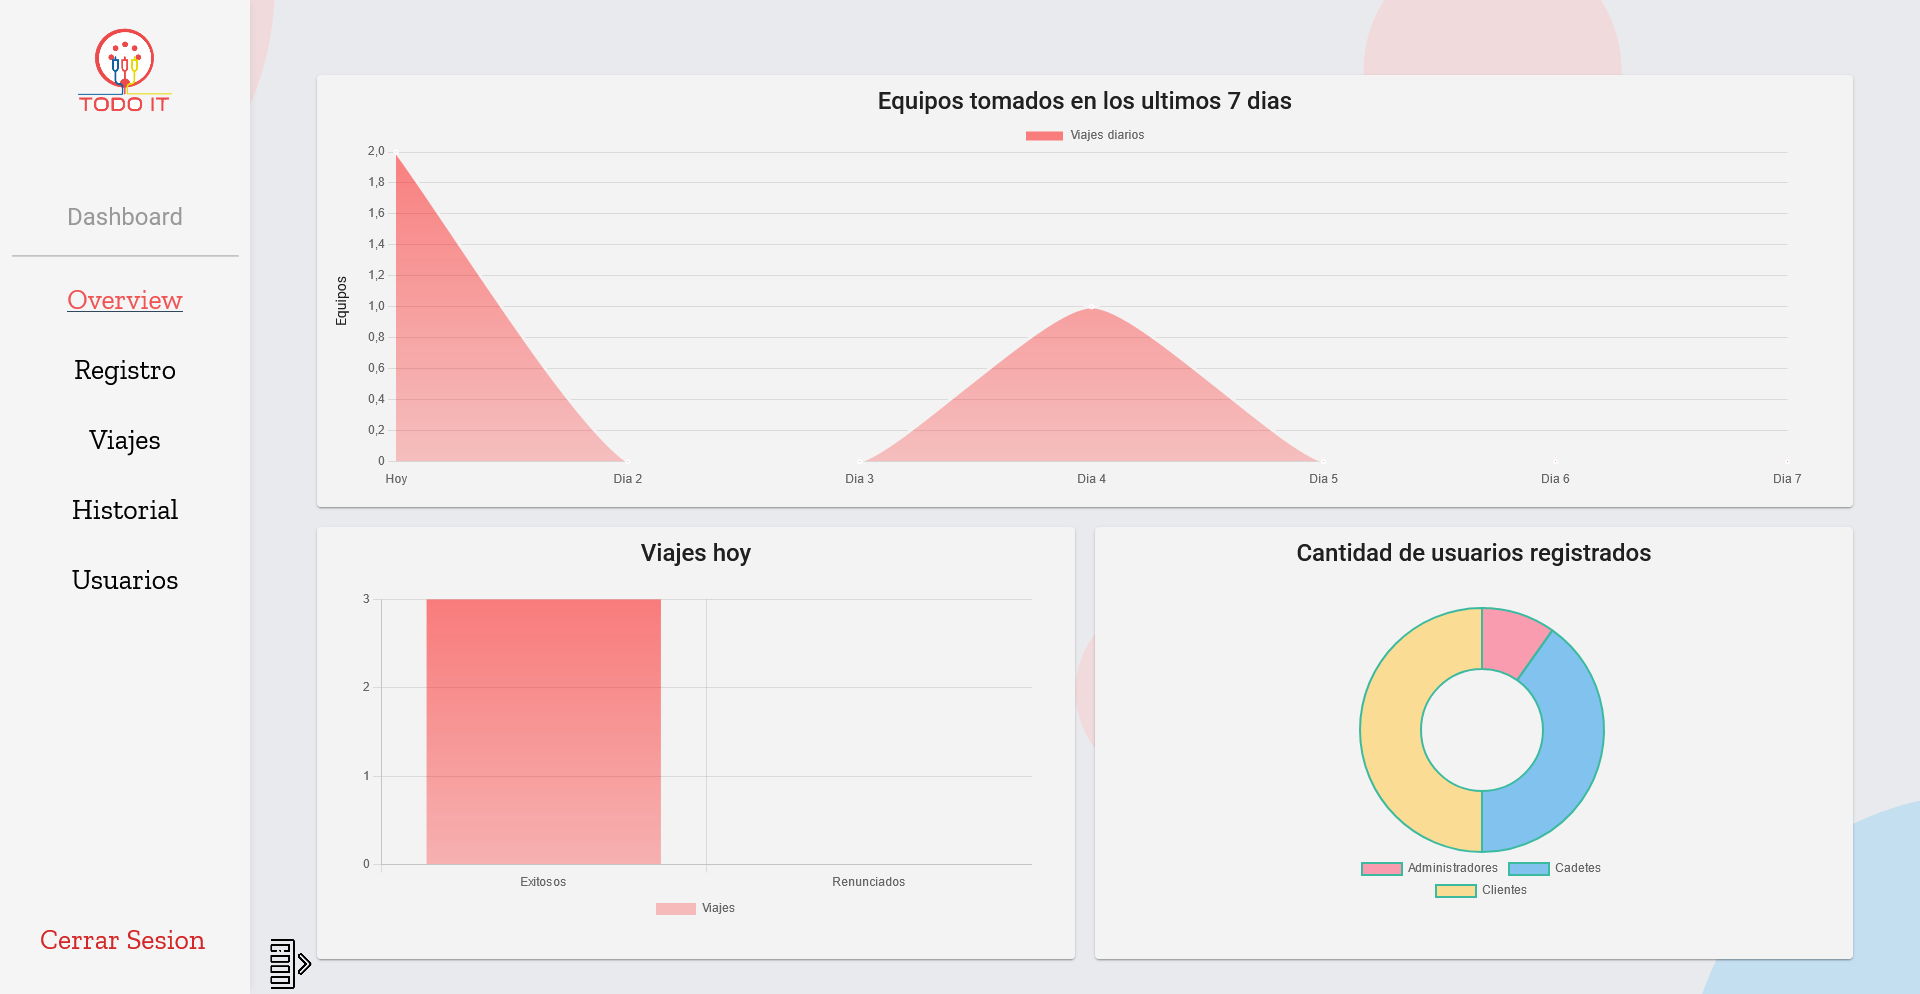 TODO IT
Dashboard
Overview
Registro
Viajes
Historial
Usuarios
Cerrar Sesion
Equipos tomados en los ultimos 7 dias
Viajes diarios
Equipos
2,0
1,8
1,6
1,4
1,2
1,0
0,8
0,6
0,4
0,2
0
Hoy Dia 2 Dia 3 Dia 4 Dia 5 Dia 6 Dia 7
Viajes hoy
3
2
1
0
Exitosos Renunciados
Viajes
Cantidad de usuarios registrados
Administradores Cadetes
Clientes